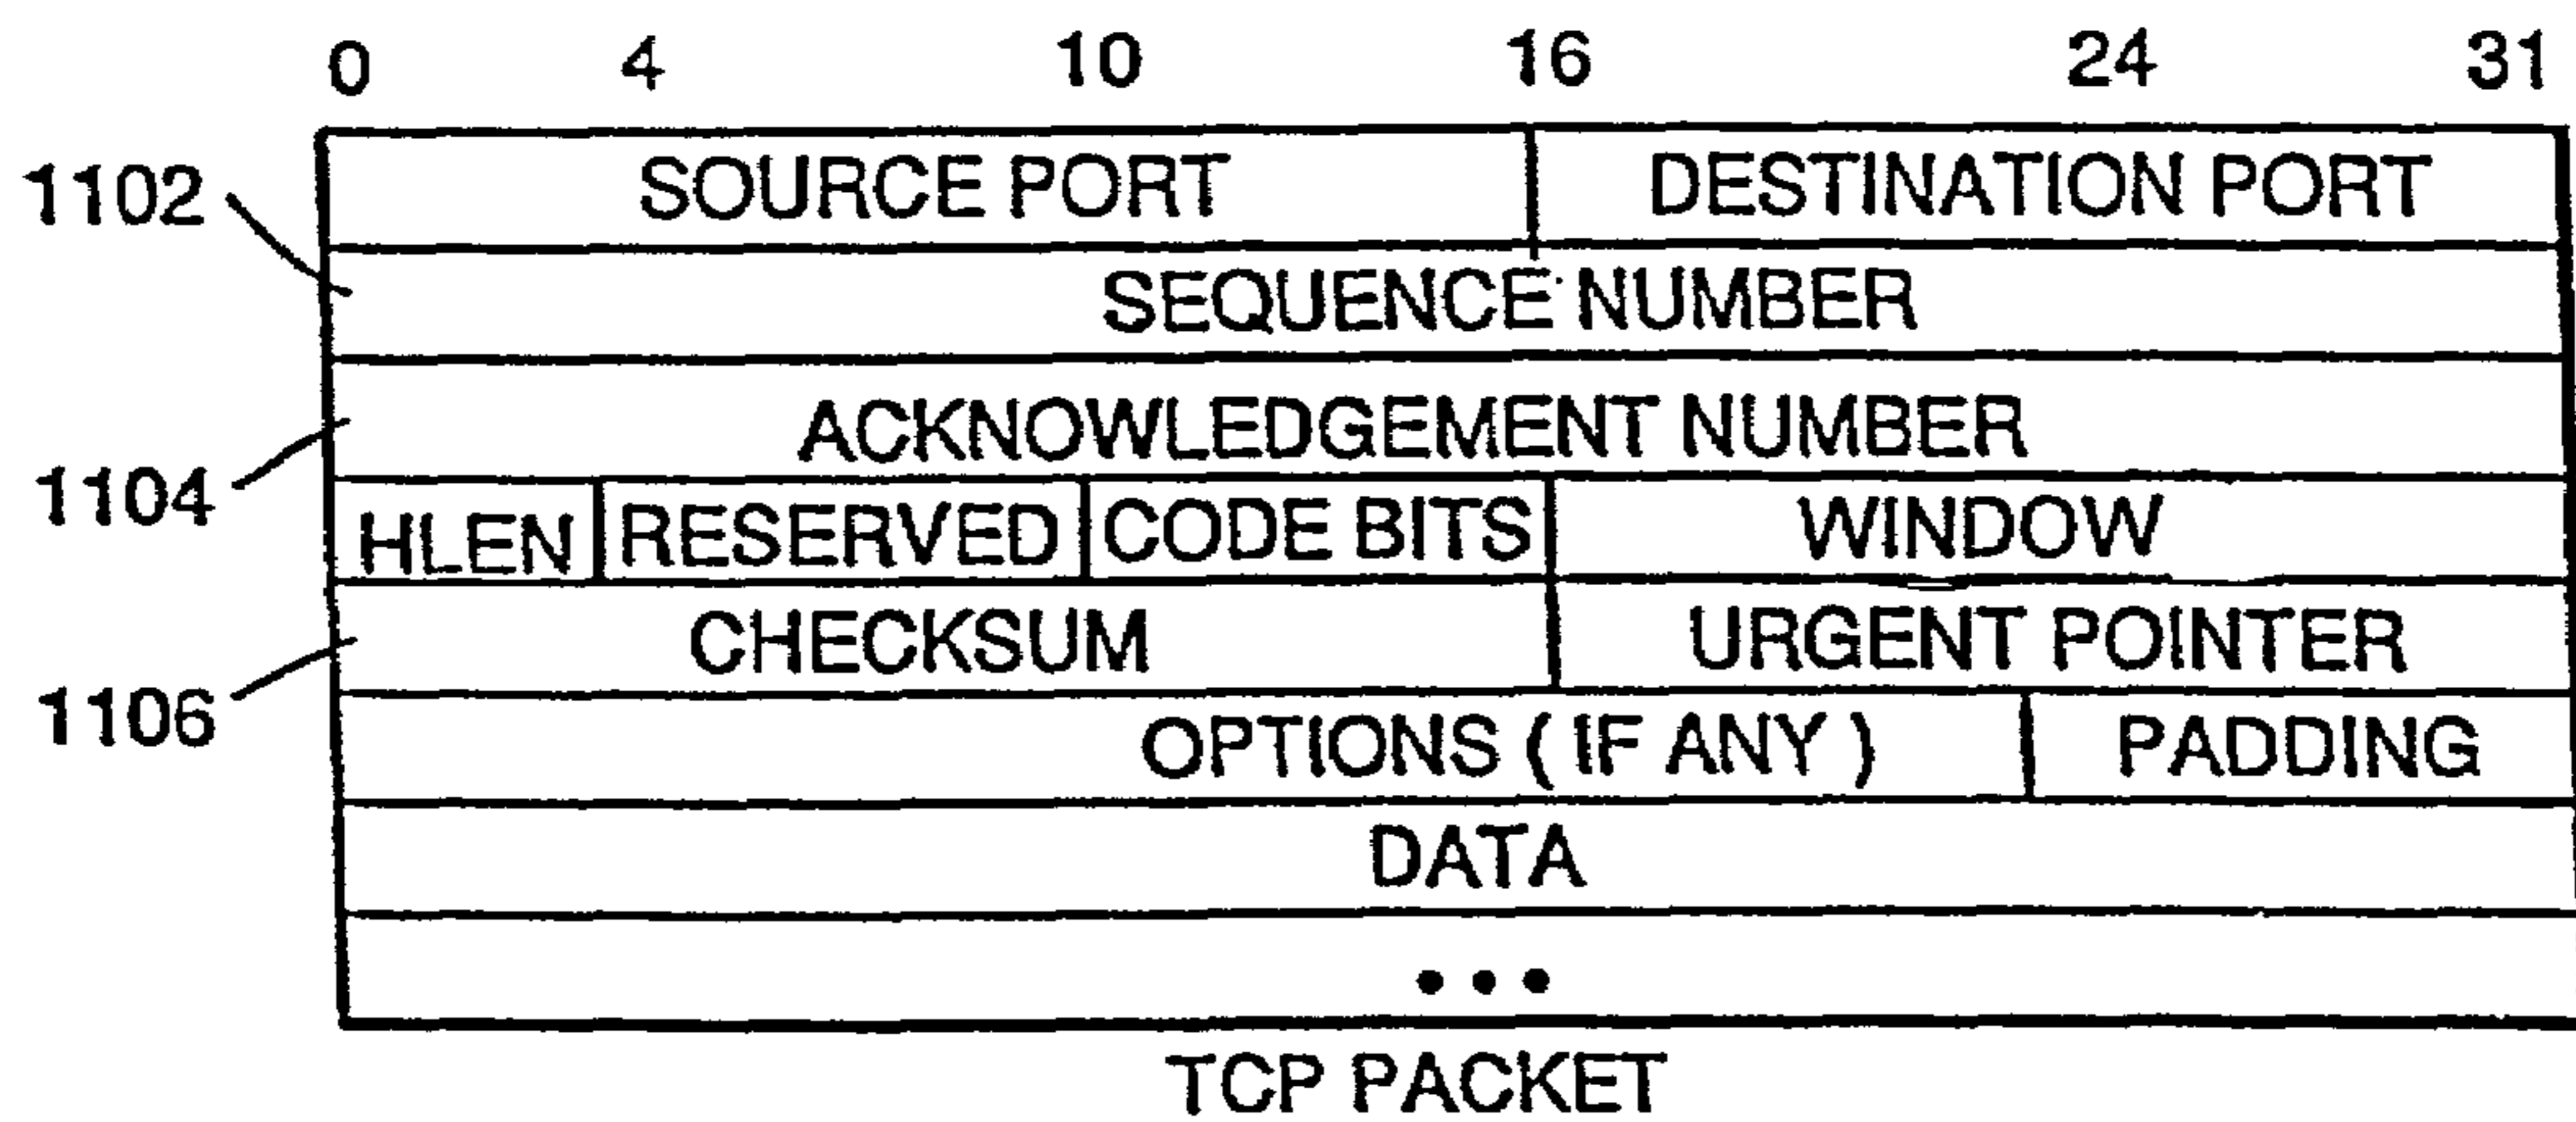 0 4 10 16 24 31
1102 SOURCE PORT DESTINATION PORT
SEQUENCE NUMBER
1104 ACKNOWLEDGEMENT NUMBER
HLEN RESERVED CODE BITS WINDOW
1106 CHECKSUM URGENT POINTER
OPTIONS ( IF ANY ) PADDING
DATA
• • •
TCP PACKET